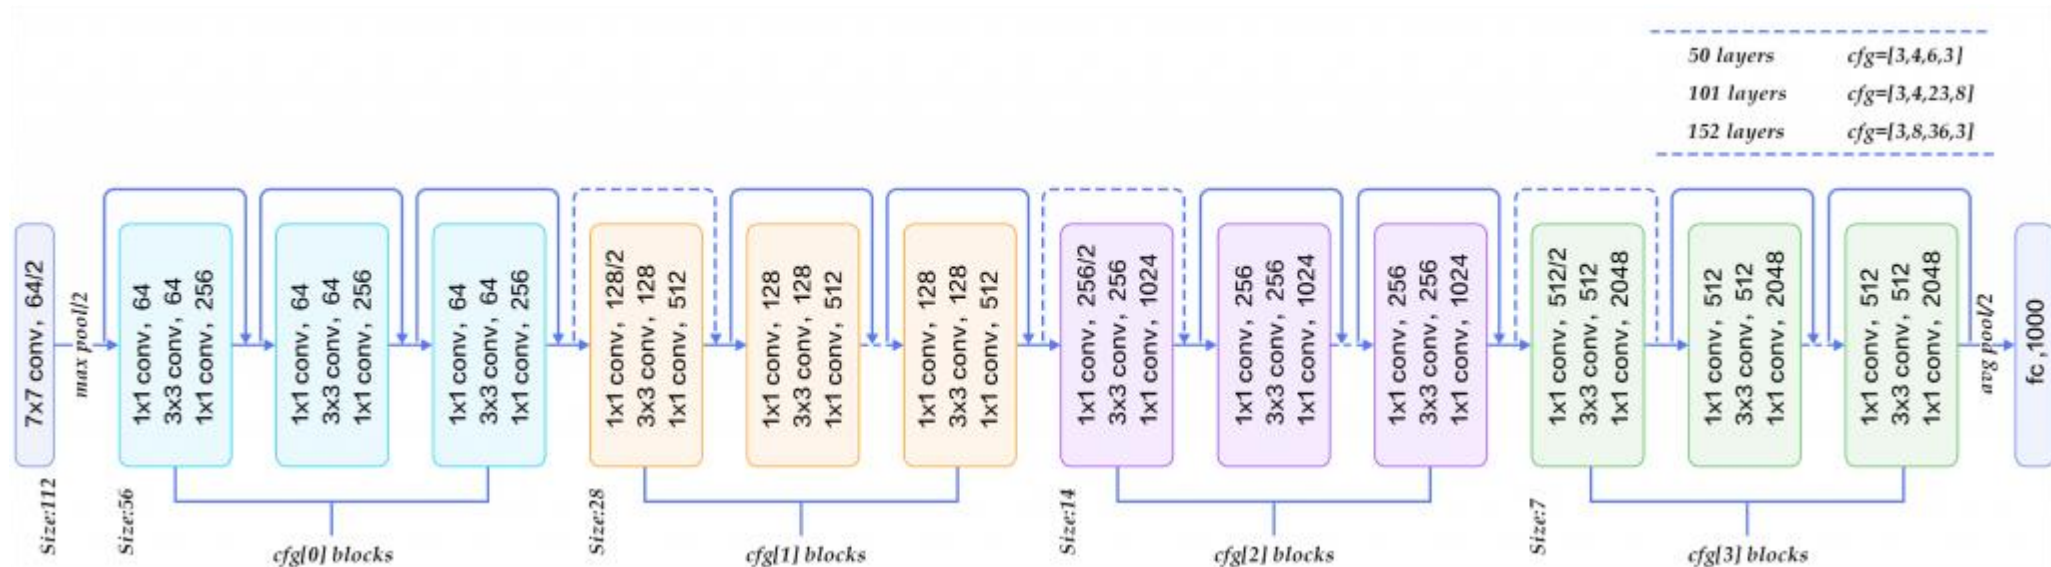 50 layers cfg=[3,4,6,3]
101 layers cfg=[3,4,23,8]
152 layers cfg=[3,8,36,3]
7x7 conv, 64/2
max pool/2
1x1 conv, 64
3x3 conv, 64
1x1 conv, 256
1x1 conv, 64
3x3 conv, 64
1x1 conv, 256
1x1 conv, 64
3x3 conv, 64
1x1 conv, 256
1x1 conv, 128/2
3x3 conv, 128
1x1 conv, 512
1x1 conv, 128
3x3 conv, 128
1x1 conv, 512
1x1 conv, 128
3x3 conv, 128
1x1 conv, 512
1x1 conv, 256/2
3x3 conv, 256
1x1 conv, 1024
1x1 conv, 256
3x3 conv, 256
1x1 conv, 1024
1x1 conv, 256
3x3 conv, 256
1x1 conv, 1024
1x1 conv, 512/2
3x3 conv, 512
1x1 conv, 2048
1x1 conv, 512
3x3 conv, 512
1x1 conv, 2048
1x1 conv, 512
3x3 conv, 512
1x1 conv, 2048
avg pool/2
fc ,1000
Size:112
Size:56
cfg[0] blocks
Size:28
cfg[1] blocks
Size:14
cfg[2] blocks
Size:7
cfg[3] blocks